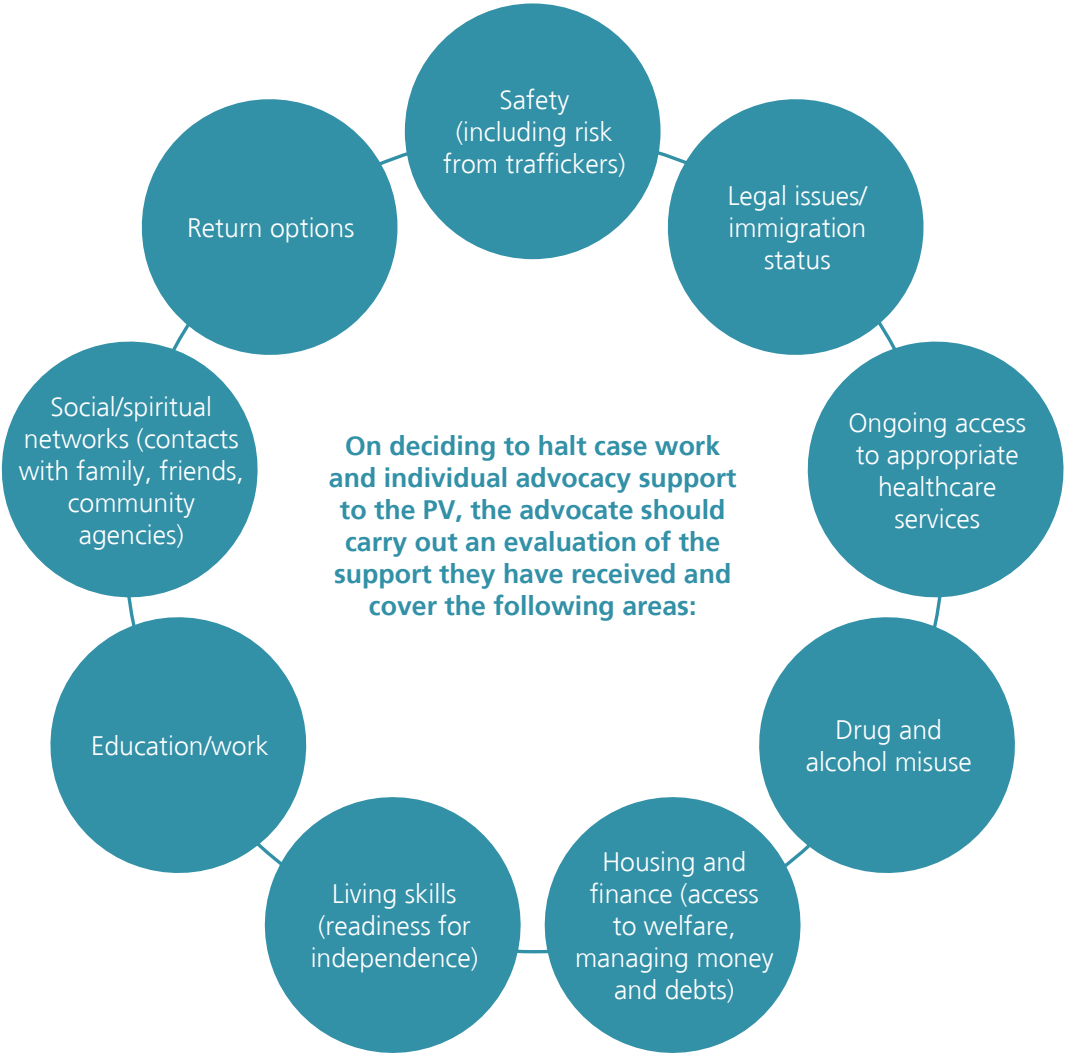 Safety
(including risk
from traffickers)
Legal issues/
immigration
status
Ongoing access
to appropriate
healthcare
services
Drug and
alcohol misuse
Housing and
finance (access
to welfare,
managing money
and debts)
Living skills
(readiness for
independence)
Education/work
Social/spiritual
networks (contacts
with family, friends,
community
agencies)
Return options
On deciding to halt case work
and individual advocacy support
to the PV, the advocate should
carry out an evaluation of the
support they have received and
cover the following areas: